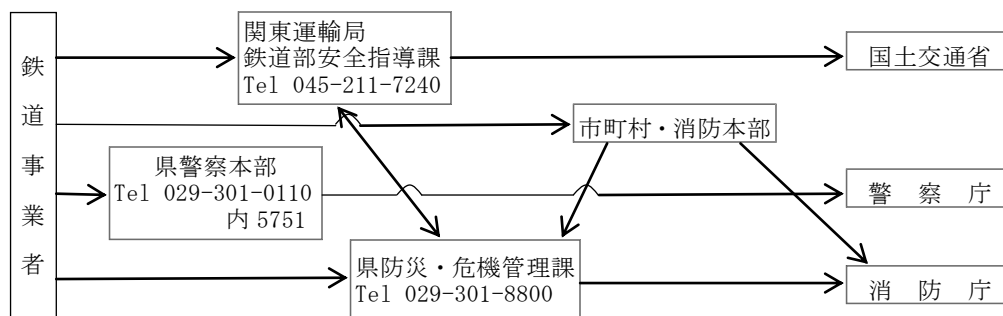 鉄道事業者
関東運輸局
鉄道部安全指導課
Tel 045-211-7240
国土交通省
市町村・消防本部
県警察本部
Tel 029-301-0110
内 5751
警察庁
県防災・危機管理課
Tel 029-301-8800
消防庁